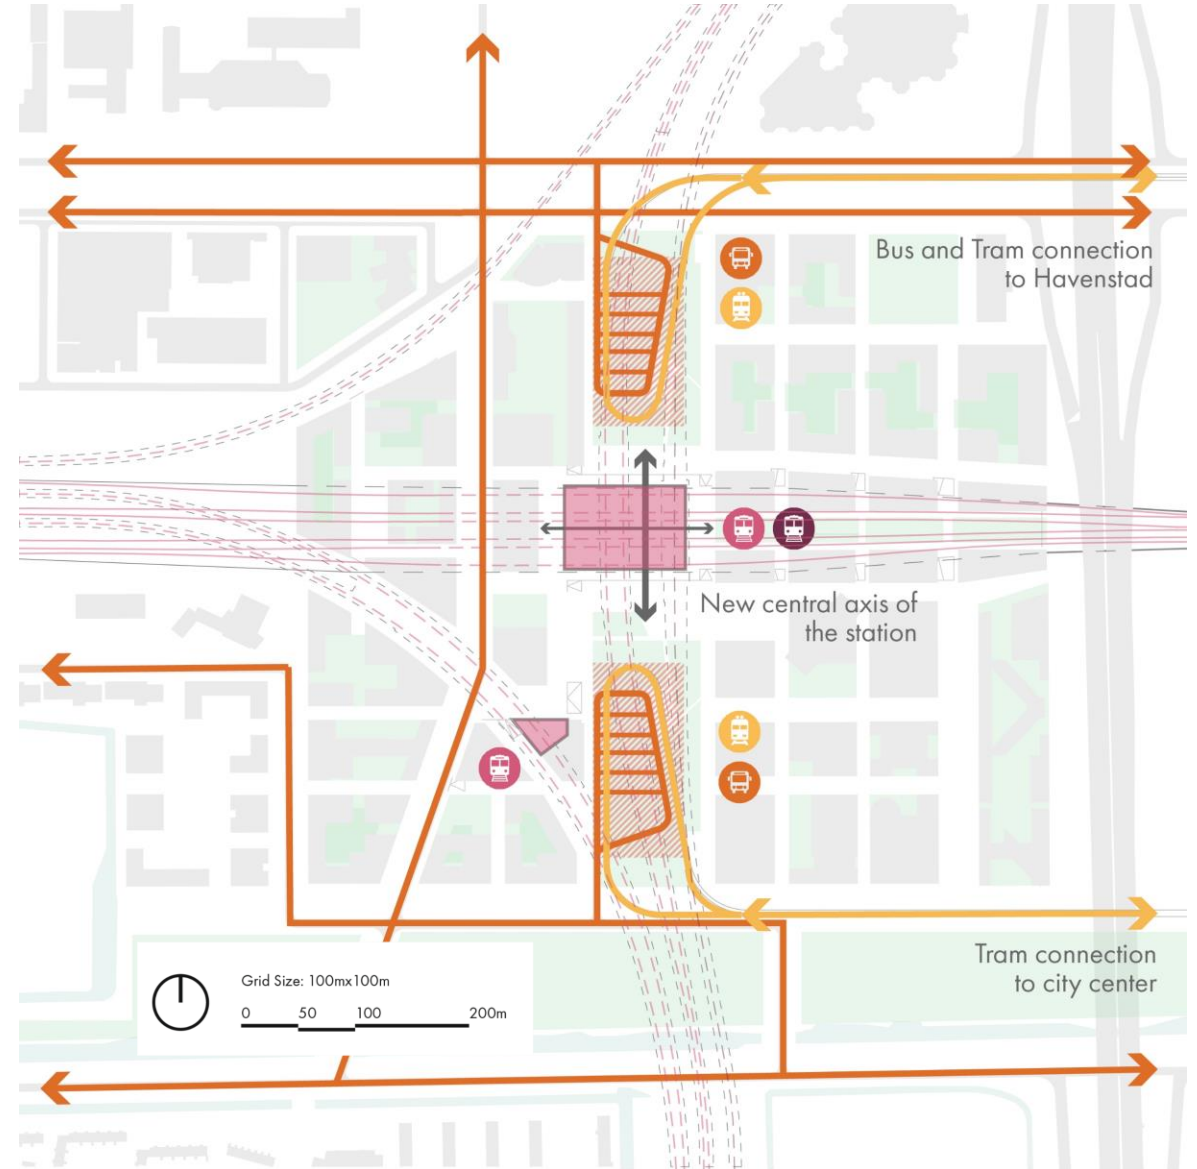 Bus and Tram connection
to Havenstad
New central axis of
the station
Tram connection
to city center
Grid Size: 100mx100m
0 50 100 200m